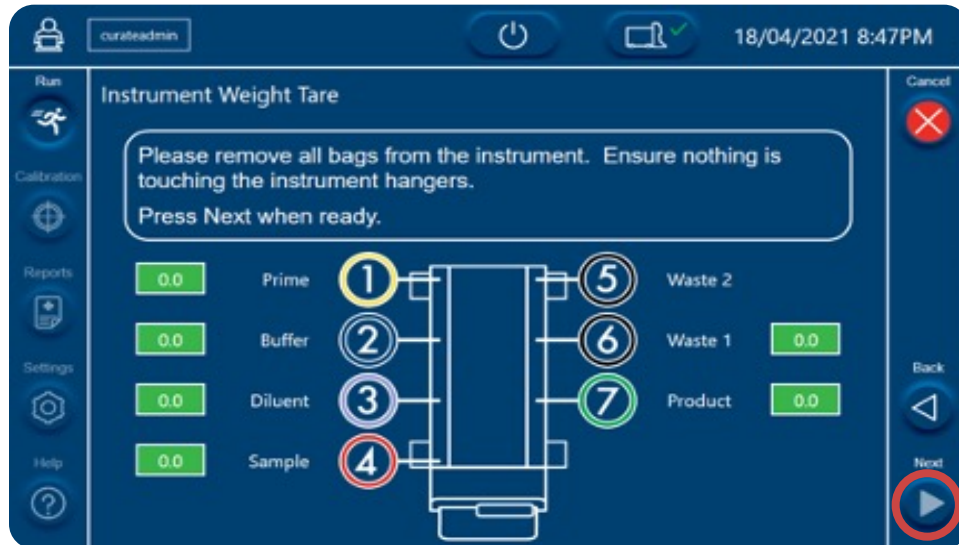 curateadmin
18/04/2021 8:47PM
Run
Cancel
Instrument Weight Tare
Please remove all bags from the instrument. Ensure nothing is
touching the instrument hangers.
Press Next when ready.
Calibration
Reports
Settings
Help
0.0 Prime 1
0.0 Buffer 2
0.0 Diluent 3
0.0 Sample 4
5 Waste 2
6 Waste 1 0.0
7 Product 0.0
Back
Next